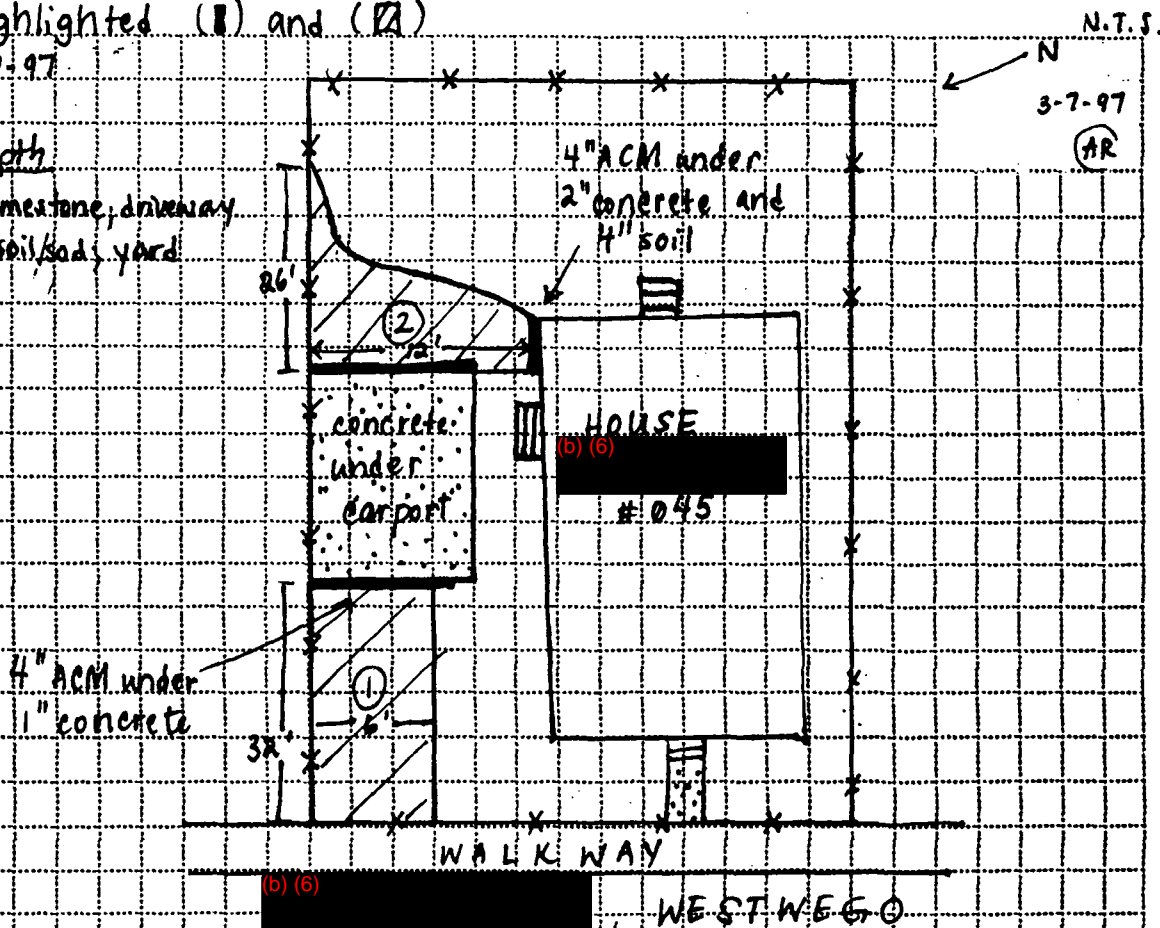 ghlighted (▮) and (▨)
N.T.S.
N
-97
3-7-97
AR
pth
mestone, driveway
soil/sod, yard
4" ACM under
2" concrete and
4" soil
26'
2
12'
concrete
under
carport
HOUSE
(b) (6)
# 045
4" ACM under
1" concrete
1
6'
32'
WALKWAY
(b) (6)
WESTWEGO